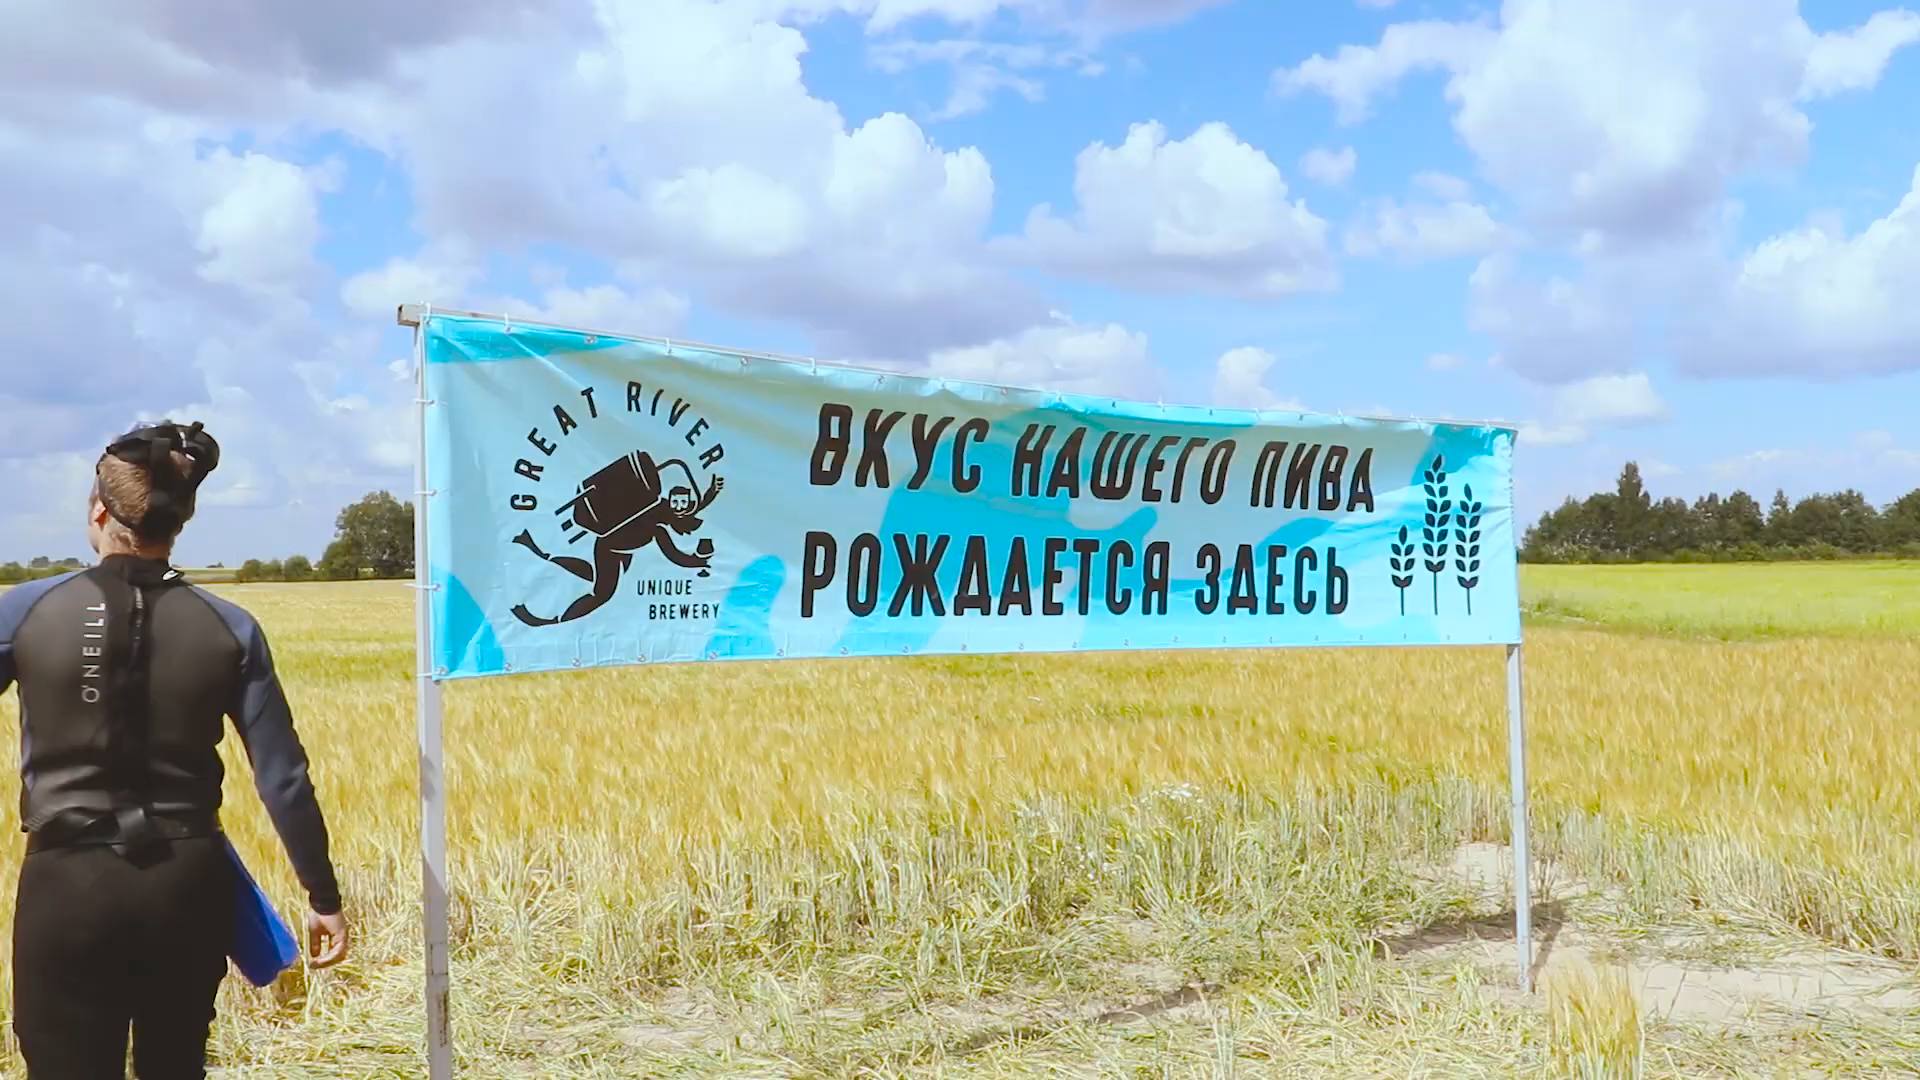 GREAT RIVER
UNIQUE
BREWERY
ВКУС НАШЕГО ПИВА
РОЖДАЕТСЯ ЗДЕСЬ
O'NEILL